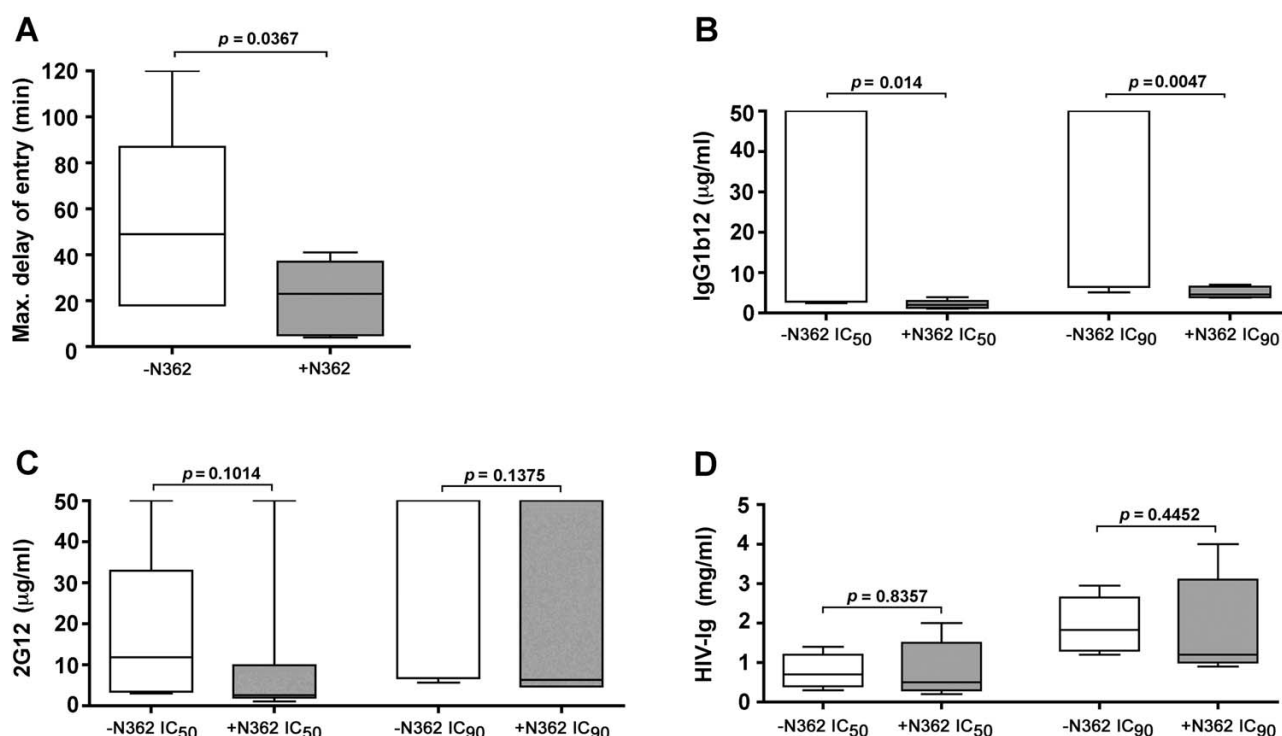 A
p = 0.0367
Max. delay of entry (min)
120
100
80
60
40
20
0
-N362
+N362
B
p = 0.014
p = 0.0047
IgG1b12 (μg/ml)
50
40
30
20
10
0
-N362 IC50
+N362 IC50
-N362 IC90
+N362 IC90
C
p = 0.1014
p = 0.1375
2G12 (μg/ml)
50
40
30
20
10
0
-N362 IC50
+N362 IC50
-N362 IC90
+N362 IC90
D
p = 0.8357
p = 0.4452
HIV-Ig (mg/ml)
5
4
3
2
1
0
-N362 IC50
+N362 IC50
-N362 IC90
+N362 IC90